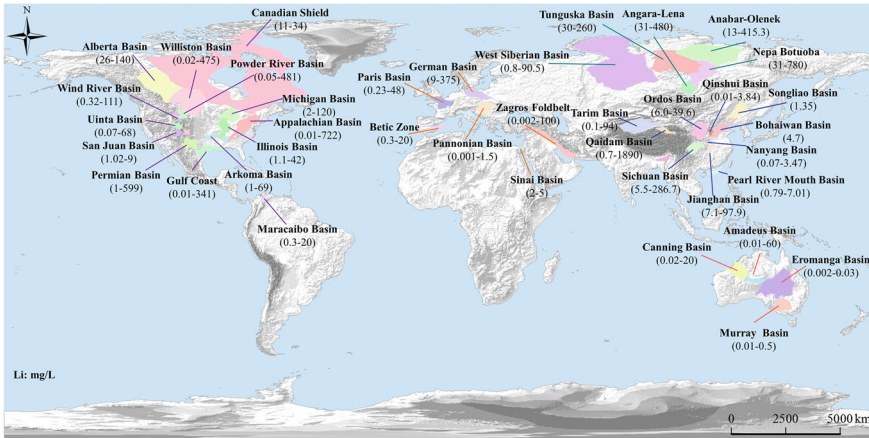 N
Canadian Shield
(11-34)
Alberta Basin
(26-140)
Williston Basin
(0.02-475)
Powder River Basin
(0.05-481)
Wind River Basin
(0.32-111)
Michigan Basin
(2-120)
Uinta Basin
(0.07-68)
Appalachian Basin
(0.01-722)
San Juan Basin
(1.02-9)
Illinois Basin
(1.1-42)
Permian Basin
(1-599)
Gulf Coast
(0.01-341)
Arkoma Basin
(1-69)
Maracaibo Basin
(0.3-20)
Tunguska Basin
(30-260)
Angara-Lena
(31-480)
Anabar-Olenek
(13-415.3)
West Siberian Basin
(0.8-90.5)
Nepa Botuoba
(31-780)
German Basin
(9-375)
Paris Basin
(0.23-48)
Qinshui Basin
(0.01-3.84)
Ordos Basin
(6.0-39.6)
Songliao Basin
(1.35)
Zagros Foldbelt
(0.002-100)
Tarim Basin
(0.1-94)
Bohaiwan Basin
(4.7)
Betic Zone
(0.3-20)
Pannonian Basin
(0.001-1.5)
Qaidam Basin
(0.7-1890)
Nanyang Basin
(0.07-3.47)
Sinai Basin
(2-5)
Sichuan Basin
(5.5-286.7)
Pearl River Mouth Basin
(0.79-7.01)
Jianghan Basin
(7.1-97.9)
Amadeus Basin
(0.01-60)
Canning Basin
(0.02-20)
Eromanga Basin
(0.002-0.03)
Murray Basin
(0.01-0.5)
Li: mg/L
0 2500 5000 km